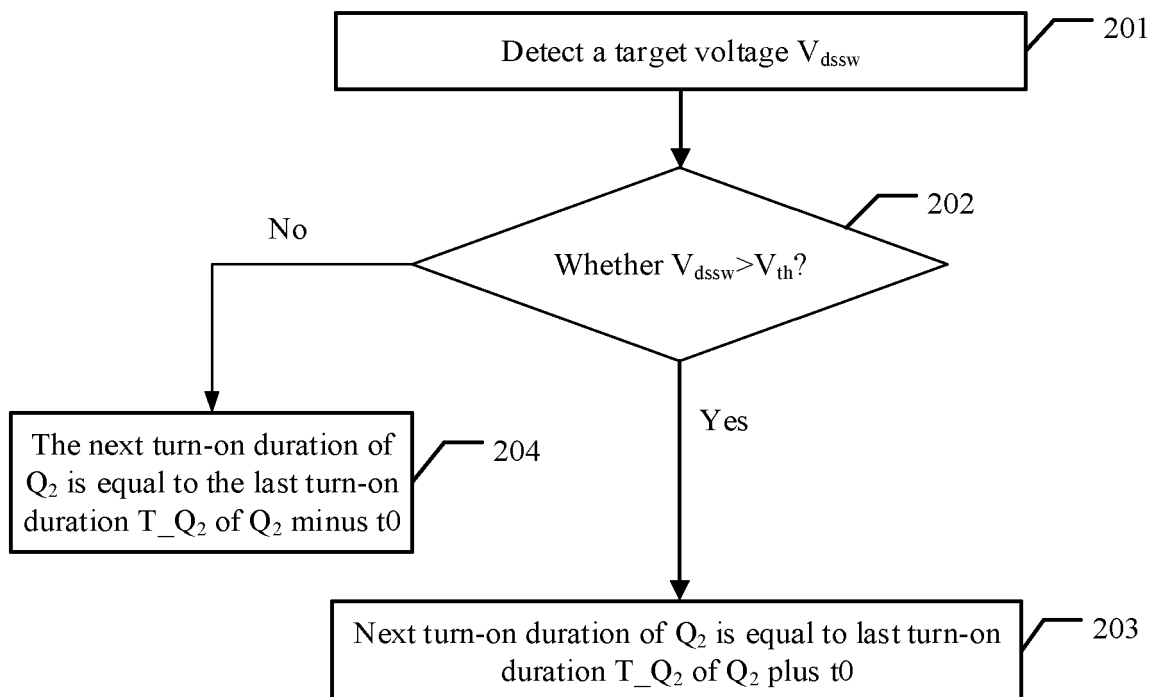 201
Detect a target voltage V_dssw
202
No
Whether V_dssw>V_th?
Yes
The next turn-on duration of
Q₂ is equal to the last turn-on
duration T_Q₂ of Q₂ minus t0
204
203
Next turn-on duration of Q₂ is equal to last turn-on
duration T_Q₂ of Q₂ plus t0